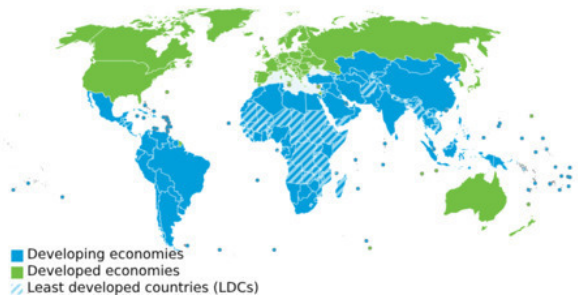 Developing economies
Developed economies
Least developed countries (LDCs)